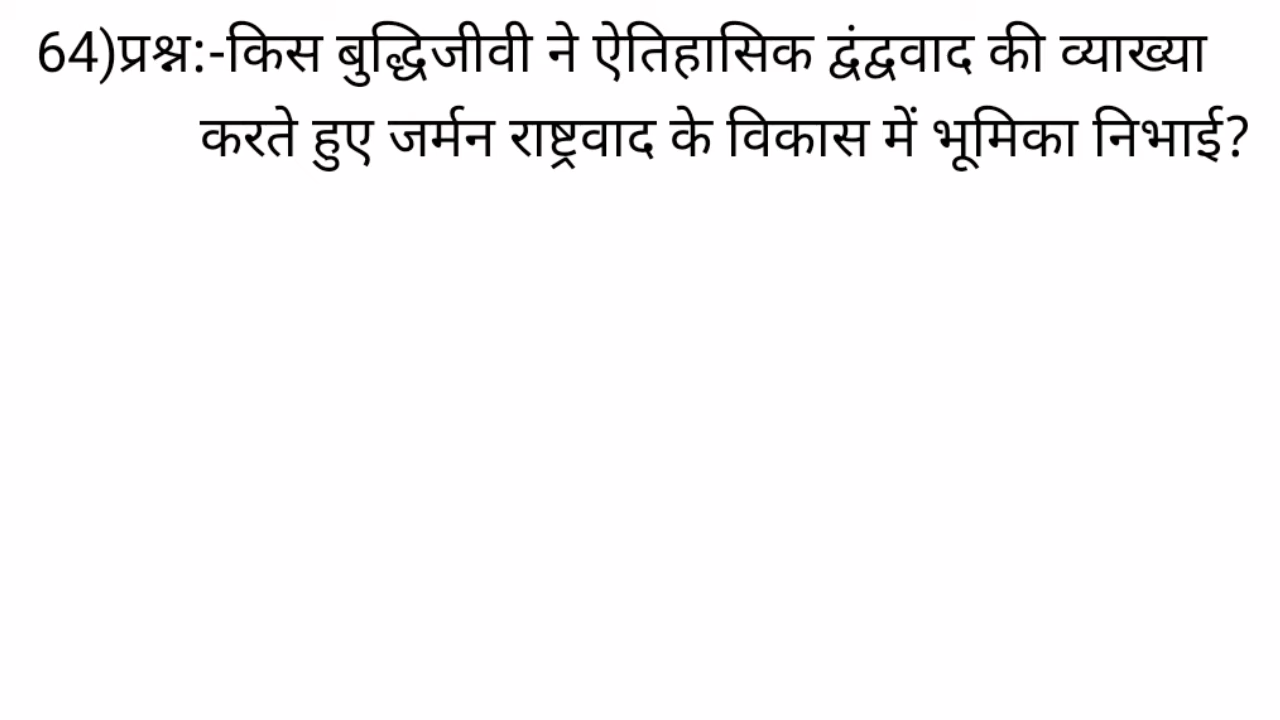 64)प्रश्न:-किस बुद्धिजीवी ने ऐतिहासिक द्वंद्ववाद की व्याख्या
करते हुए जर्मन राष्ट्रवाद के विकास में भूमिका निभाई?